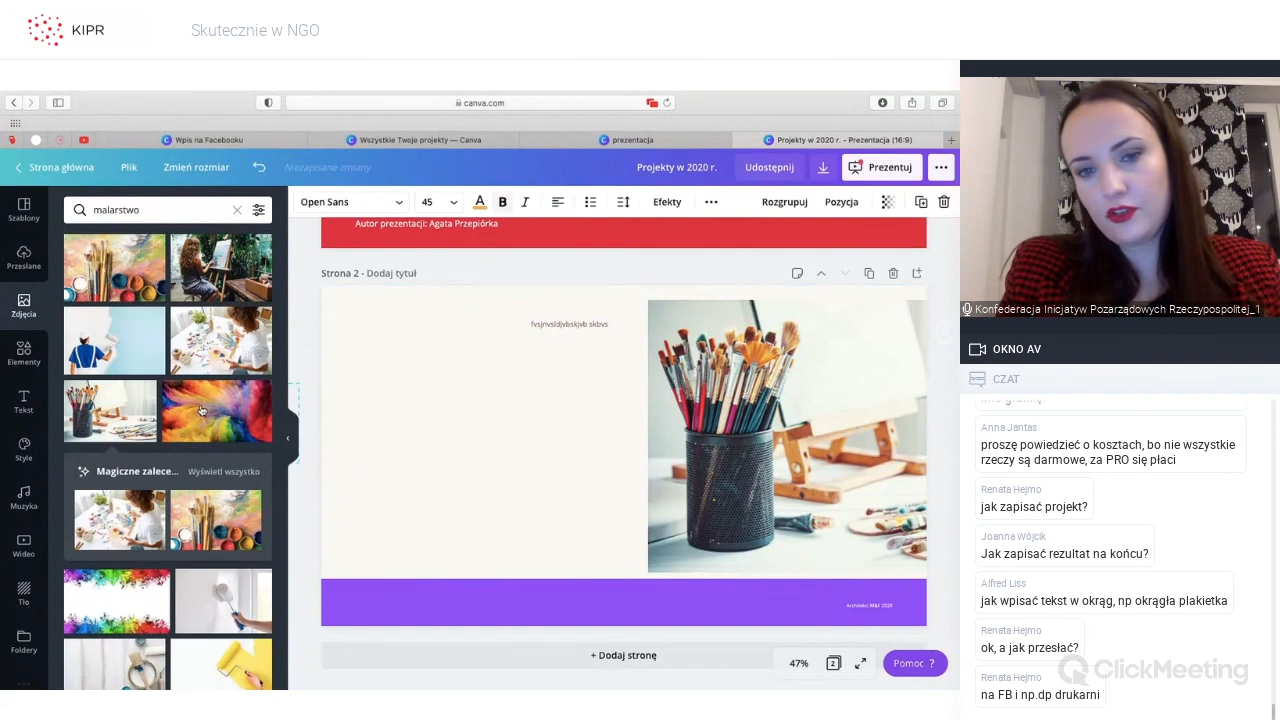 KIPR
Skutecznie w NGO
canva.com
Wpis na Facebooku
Wszystkie Twoje projekty — Canva
prezentacja
Projekty w 2020 r. - Prezentacja (16:9)
Strona główna
Plik
Zmień rozmiar
Niezapisane zmiany
Projekty w 2020 r.
Udostępnij
Prezentuj
Szablony
Przesłane
Zdjęcia
Elementy
Tekst
Style
Muzyka
Wideo
Tło
Foldery
malarstwo
Magiczne zalece...
Wyświetl wszystko
Open Sans
45
A
B
I
Efekty
Rozgrupuj
Pozycja
Autor prezentacji: Agata Przepiórka
Strona 2 - Dodaj tytuł
fvsjnvsldjvbskjvb skbvs
Architekci M&F 2020
+ Dodaj stronę
47%
2
Pomoc ?
Konfederacja Inicjatyw Pozarządowych Rzeczypospolitej_1
OKNO AV
CZAT
Anna Jantas
proszę powiedzieć o kosztach, bo nie wszystkie
rzeczy są darmowe, za PRO się płaci
Renata Hejmo
jak zapisać projekt?
Joanna Wójcik
Jak zapisać rezultat na końcu?
Alfred Liss
jak wpisać tekst w okrąg, np okrągła plakietka
Renata Hejmo
ok, a jak przesłać?
Renata Hejmo
na FB i np.dp drukarni
ClickMeeting